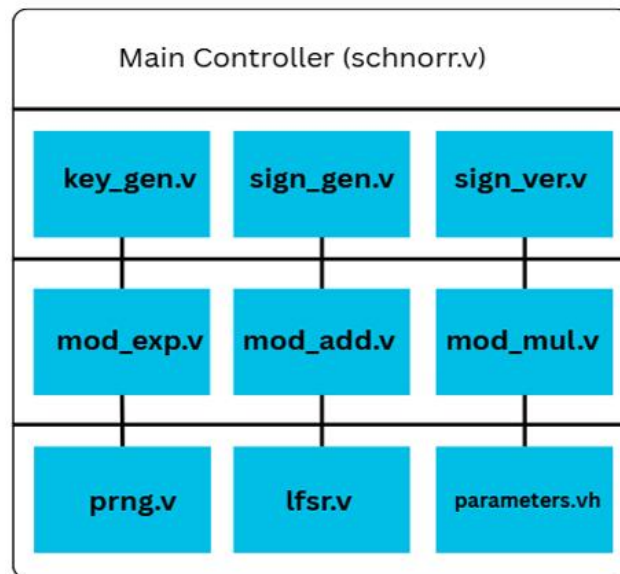 Main Controller (schnorr.v)
key_gen.v
sign_gen.v
sign_ver.v
mod_exp.v
mod_add.v
mod_mul.v
prng.v
lfsr.v
parameters.vh